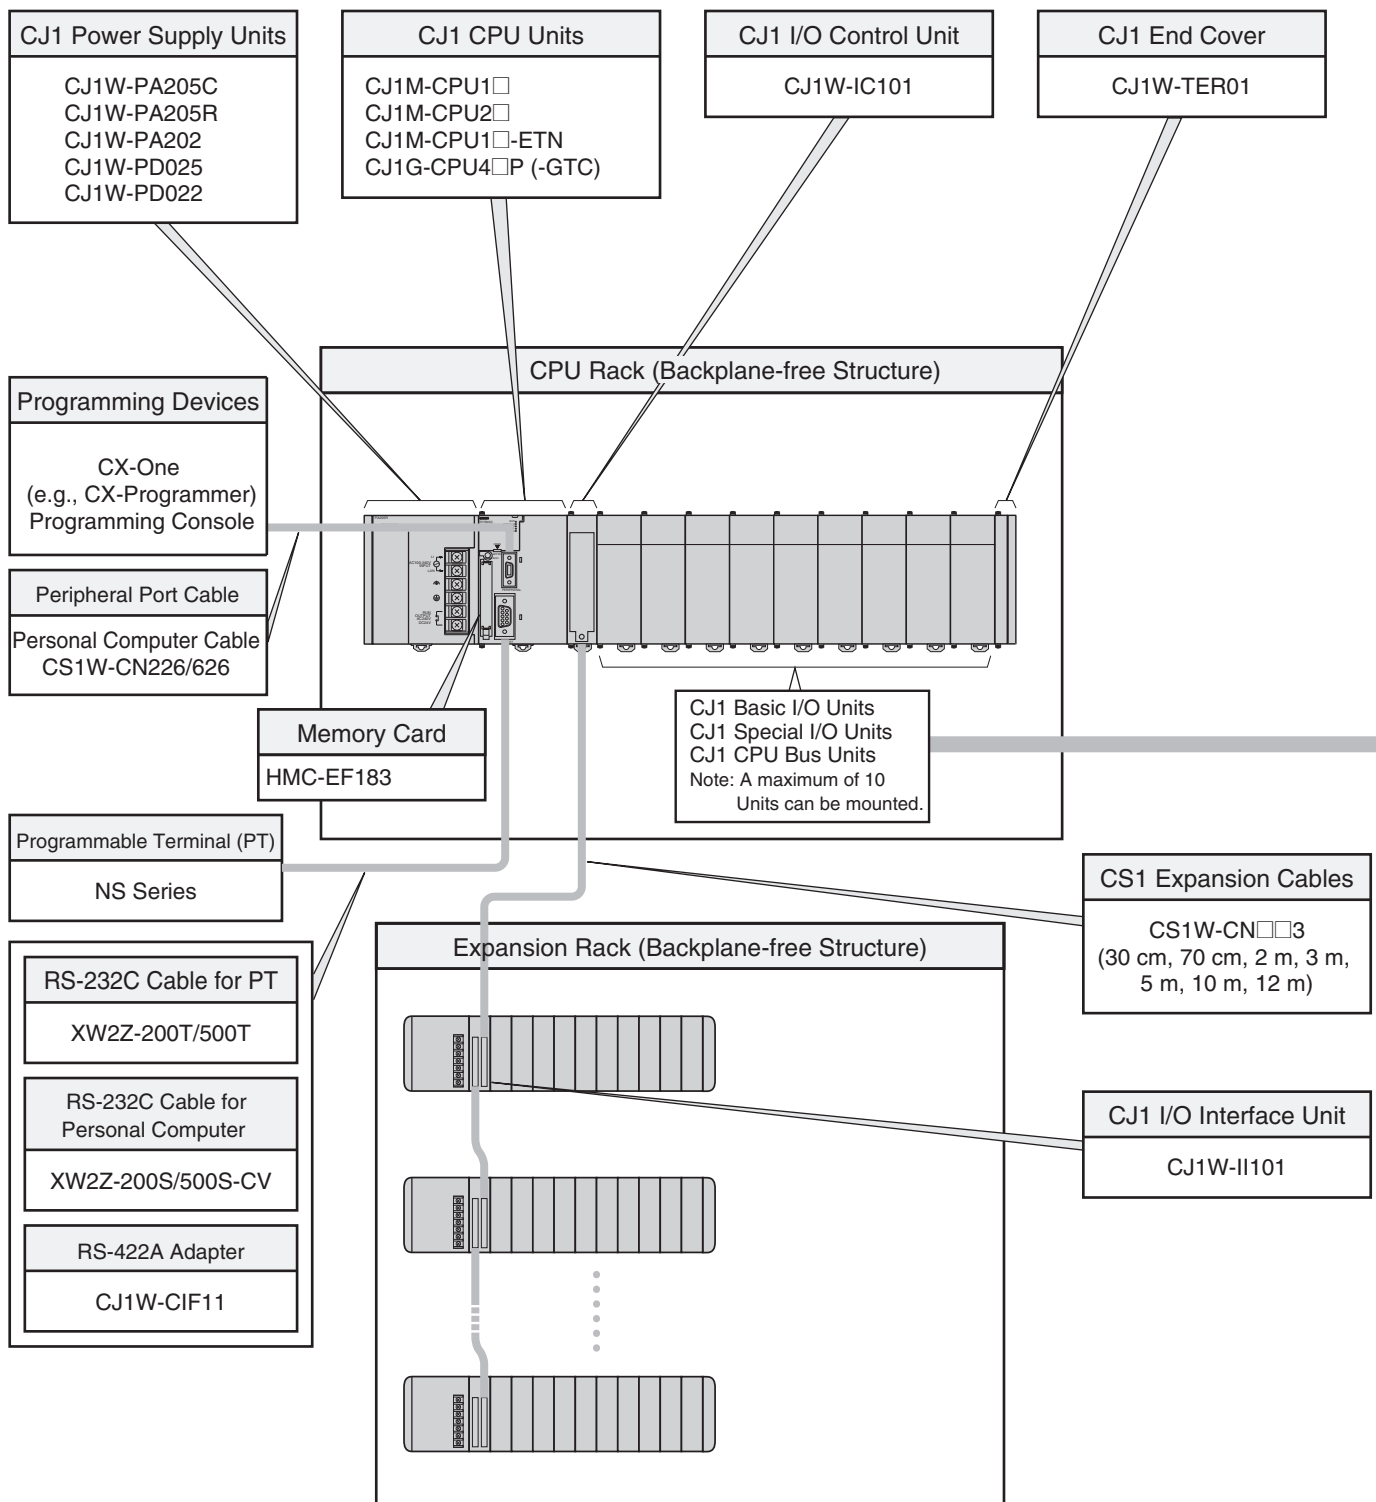 CJ1 Power Supply Units
CJ1W-PA205C
CJ1W-PA205R
CJ1W-PA202
CJ1W-PD025
CJ1W-PD022
CJ1 CPU Units
CJ1M-CPU1□
CJ1M-CPU2□
CJ1M-CPU1□-ETN
CJ1G-CPU4□P (-GTC)
CJ1 I/O Control Unit
CJ1W-IC101
CJ1 End Cover
CJ1W-TER01
CPU Rack (Backplane-free Structure)
Programming Devices
CX-One
(e.g., CX-Programmer)
Programming Console
Peripheral Port Cable
Personal Computer Cable
CS1W-CN226/626
Memory Card
HMC-EF183
CJ1 Basic I/O Units
CJ1 Special I/O Units
CJ1 CPU Bus Units
Note: A maximum of 10
Units can be mounted.
Programmable Terminal (PT)
NS Series
CS1 Expansion Cables
CS1W-CN□□3
(30 cm, 70 cm, 2 m, 3 m,
5 m, 10 m, 12 m)
Expansion Rack (Backplane-free Structure)
RS-232C Cable for PT
XW2Z-200T/500T
RS-232C Cable for
Personal Computer
XW2Z-200S/500S-CV
RS-422A Adapter
CJ1W-CIF11
CJ1 I/O Interface Unit
CJ1W-II101